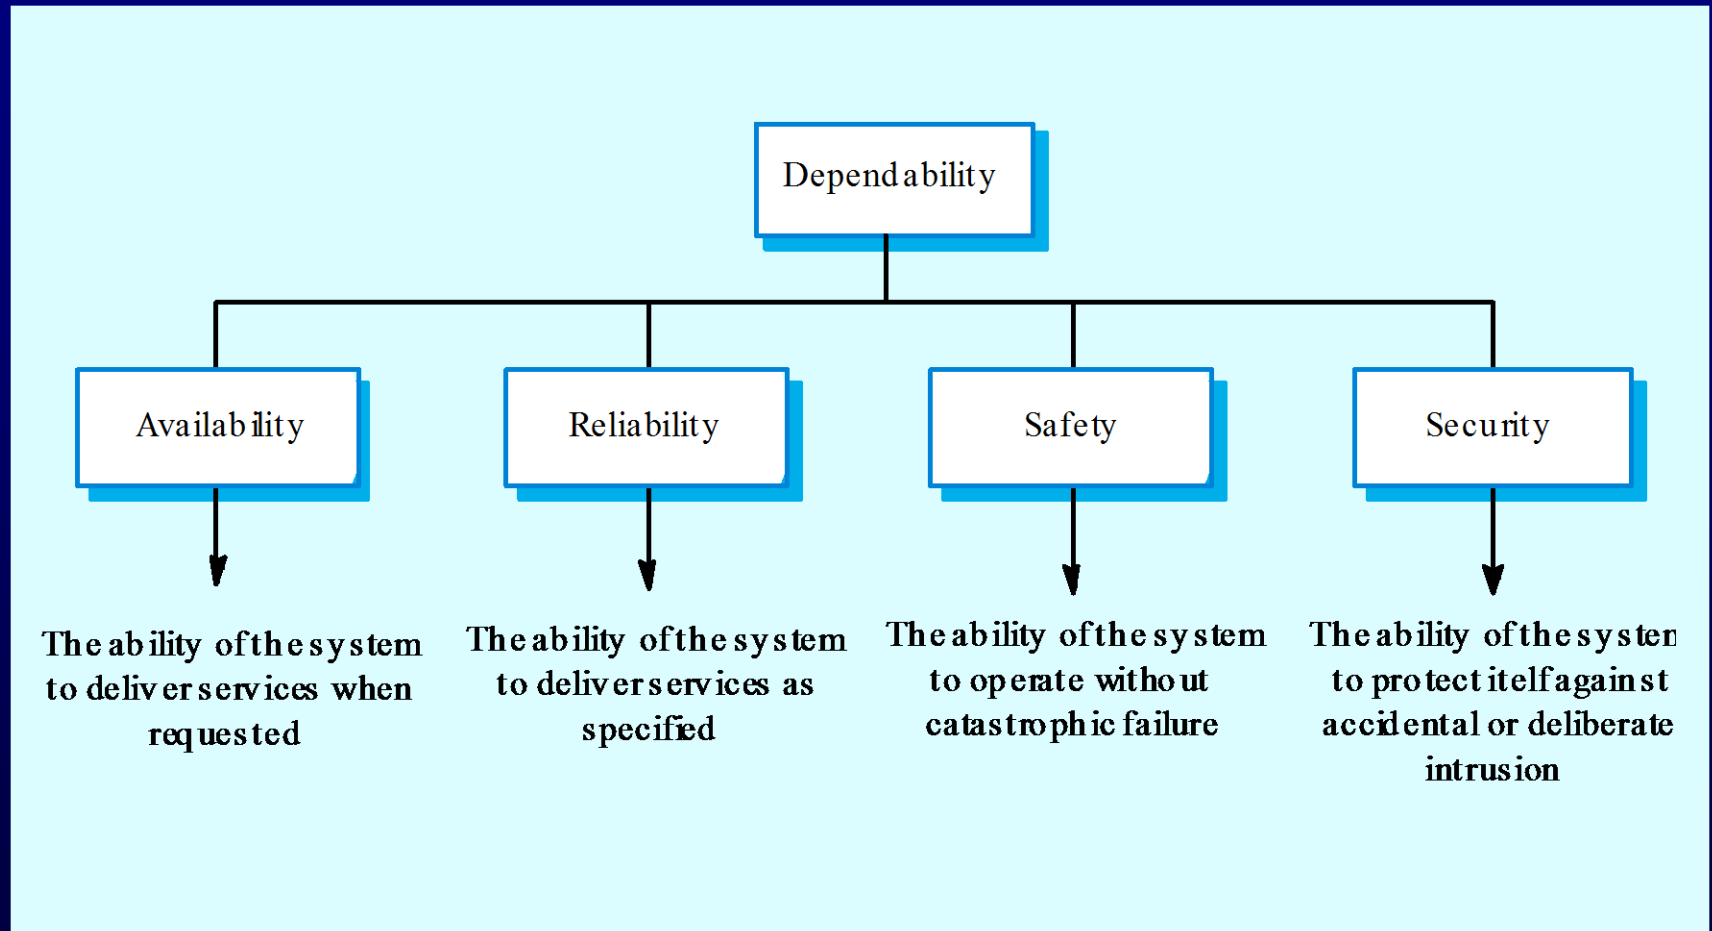 Dependability
Availability
Reliability
Safety
Security
The ability of the system
to deliver services when
requested
The ability of the system
to deliver services as
specified
The ability of the system
to operate without
catastrophic failure
The ability of the systen
to protect itelf against
accidental or deliberate
intrusion